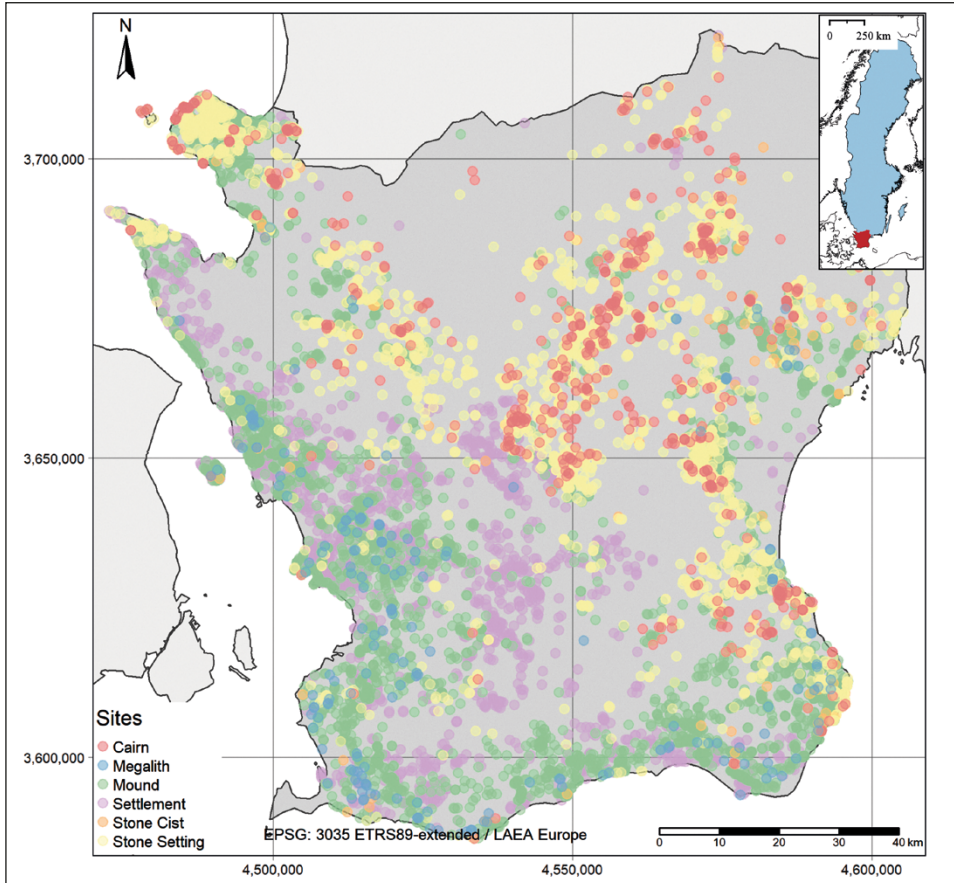 N
0 250 km
3,700,000
3,650,000
3,600,000
Sites
Cairn
Megalith
Mound
Settlement
Stone Cist
Stone Setting
EPSG: 3035 ETRS89-extended / LAEA Europe
0 10 20 30 40 km
4,500,000 4,550,000 4,600,000